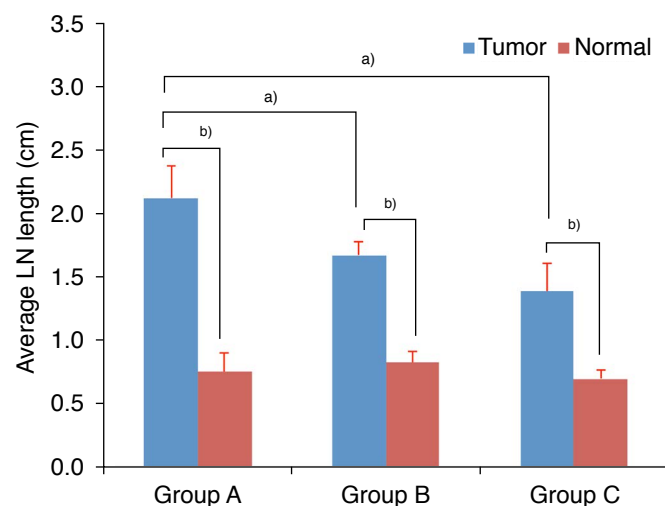 3.5
3.0
2.5
2.0
1.5
1.0
0.5
0.0
Average LN length (cm)
Tumor Normal
a)
a)
b)
b)
b)
Group A Group B Group C